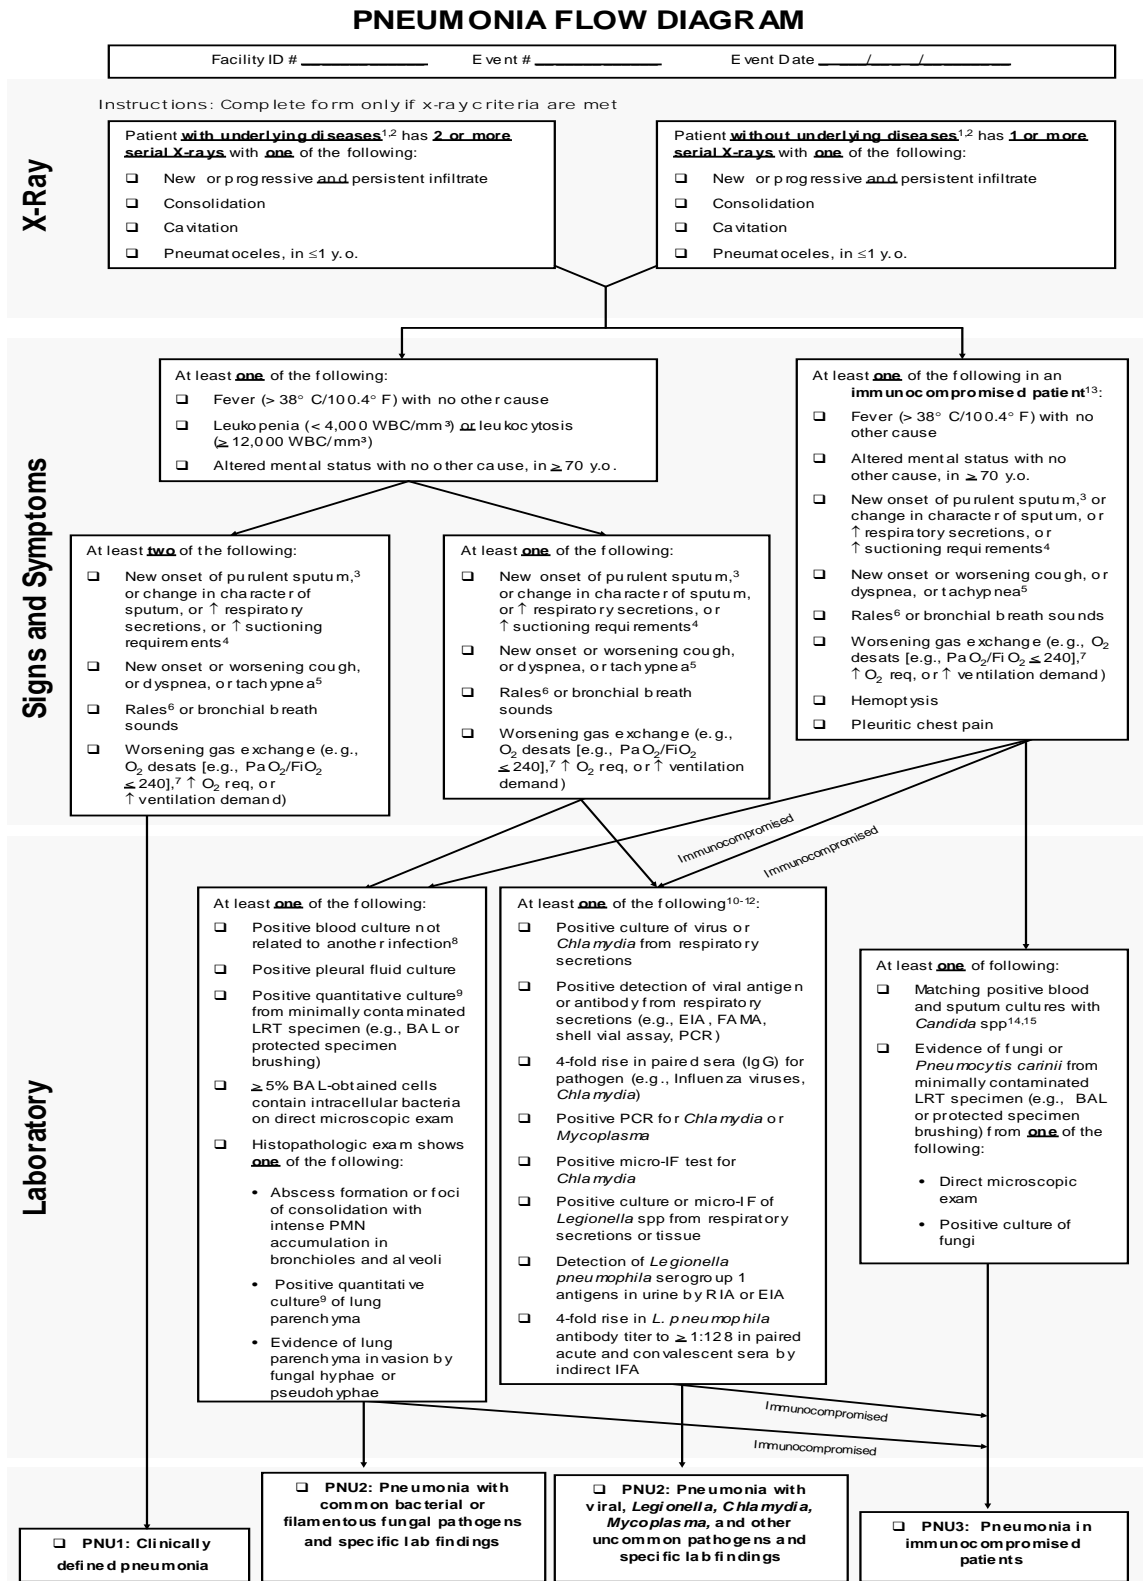 PNEUMONIA FLOW DIAGRAM
Facility ID # ______________ Event # ______________ Event Date _____/_____/__________
Instructions: Complete form only if x-ray criteria are met
X-Ray
Patient with underlying diseases1,2 has 2 or more
serial X-rays with one of the following:
❑ New or progressive and persistent infiltrate
❑ Consolidation
❑ Cavitation
❑ Pneumatoceles, in ≤1 y.o.
Patient without underlying diseases1,2 has 1 or more
serial X-rays with one of the following:
❑ New or progressive and persistent infiltrate
❑ Consolidation
❑ Cavitation
❑ Pneumatoceles, in ≤1 y.o.
Signs and Symptoms
At least one of the following:
❑ Fever (> 38° C/100.4° F) with no other cause
❑ Leukopenia (< 4,000 WBC/mm³) or leukocytosis
(≥ 12,000 WBC/mm³)
❑ Altered mental status with no other cause, in ≥ 70 y.o.
At least two of the following:
❑ New onset of purulent sputum,3
or change in character of
sputum, or ↑ respiratory
secretions, or ↑ suctioning
requirements4
❑ New onset or worsening cough,
or dyspnea, or tachypnea5
❑ Rales6 or bronchial breath
sounds
❑ Worsening gas exchange (e.g.,
O2 desats [e.g., PaO2/FiO2
≤ 240],7 ↑ O2 req, or
↑ ventilation demand)
At least one of the following:
❑ New onset of purulent sputum,3
or change in character of sputum,
or ↑ respiratory secretions, or
↑ suctioning requirements4
❑ New onset or worsening cough,
or dyspnea, or tachypnea5
❑ Rales6 or bronchial breath
sounds
❑ Worsening gas exchange (e.g.,
O2 desats [e.g., PaO2/FiO2
≤ 240],7 ↑ O2 req, or ↑ ventilation
demand)
At least one of the following in an
immunocompromised patient13:
❑ Fever (> 38° C/100.4° F) with no
other cause
❑ Altered mental status with no
other cause, in ≥ 70 y.o.
❑ New onset of purulent sputum,3 or
change in character of sputum, or
↑ respiratory secretions, or
↑ suctioning requirements4
❑ New onset or worsening cough, or
dyspnea, or tachypnea5
❑ Rales6 or bronchial breath sounds
❑ Worsening gas exchange (e.g., O2
desats [e.g., PaO2/FiO2 ≤ 240],7
↑ O2 req, or ↑ ventilation demand)
❑ Hemoptysis
❑ Pleuritic chest pain
Immunocompromised
Immunocompromised
Laboratory
At least one of the following:
❑ Positive blood culture not
related to another infection8
❑ Positive pleural fluid culture
❑ Positive quantitative culture9
from minimally contaminated
LRT specimen (e.g., BAL or
protected specimen
brushing)
❑ ≥ 5% BAL-obtained cells
contain intracellular bacteria
on direct microscopic exam
❑ Histopathologic exam shows
one of the following:
• Abscess formation or foci
of consolidation with
intense PMN
accumulation in
bronchioles and alveoli
• Positive quantitative
culture9 of lung
parenchyma
• Evidence of lung
parenchyma invasion by
fungal hyphae or
pseudohyphae
At least one of the following10-12:
❑ Positive culture of virus or
Chlamydia from respiratory
secretions
❑ Positive detection of viral antigen
or antibody from respiratory
secretions (e.g., EIA, FAMA,
shell vial assay, PCR)
❑ 4-fold rise in paired sera (IgG) for
pathogen (e.g., Influenza viruses,
Chlamydia)
❑ Positive PCR for Chlamydia or
Mycoplasma
❑ Positive micro-IF test for
Chlamydia
❑ Positive culture or micro-IF of
Legionella spp from respiratory
secretions or tissue
❑ Detection of Legionella
pneumophila serogroup 1
antigens in urine by RIA or EIA
❑ 4-fold rise in L. pneumophila
antibody titer to ≥ 1:128 in paired
acute and convalescent sera by
indirect IFA
At least one of following:
❑ Matching positive blood
and sputum cultures with
Candida spp14,15
❑ Evidence of fungi or
Pneumocytis carinii from
minimally contaminated
LRT specimen (e.g., BAL
or protected specimen
brushing) from one of the
following:
• Direct microscopic
exam
• Positive culture of
fungi
Immunocompromised
Immunocompromised
❑ PNU1: Clinically
defined pneumonia
❑ PNU2: Pneumonia with
common bacterial or
filamentous fungal pathogens
and specific lab findings
❑ PNU2: Pneumonia with
viral, Legionella, Chlamydia,
Mycoplasma, and other
uncommon pathogens and
specific lab findings
❑ PNU3: Pneumonia in
immunocompromised
patients